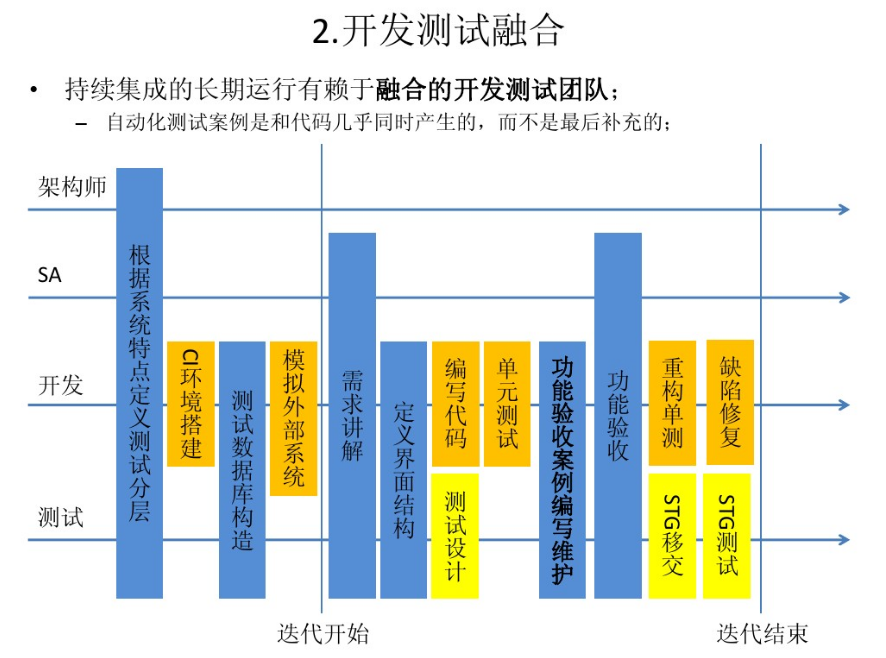 2.开发测试融合
• 持续集成的长期运行有赖于融合的开发测试团队；
– 自动化测试案例是和代码几乎同时产生的，而不是最后补充的；
架构师
SA
开发
测试
根据系统特点定义测试分层
CI环境搭建
测试数据库构造
模拟外部系统
需求讲解
定义界面结构
编写代码
测试设计
单元测试
功能验收案例编写维护
功能验收
重构单测
STG移交
缺陷修复
STG测试
迭代开始
迭代结束